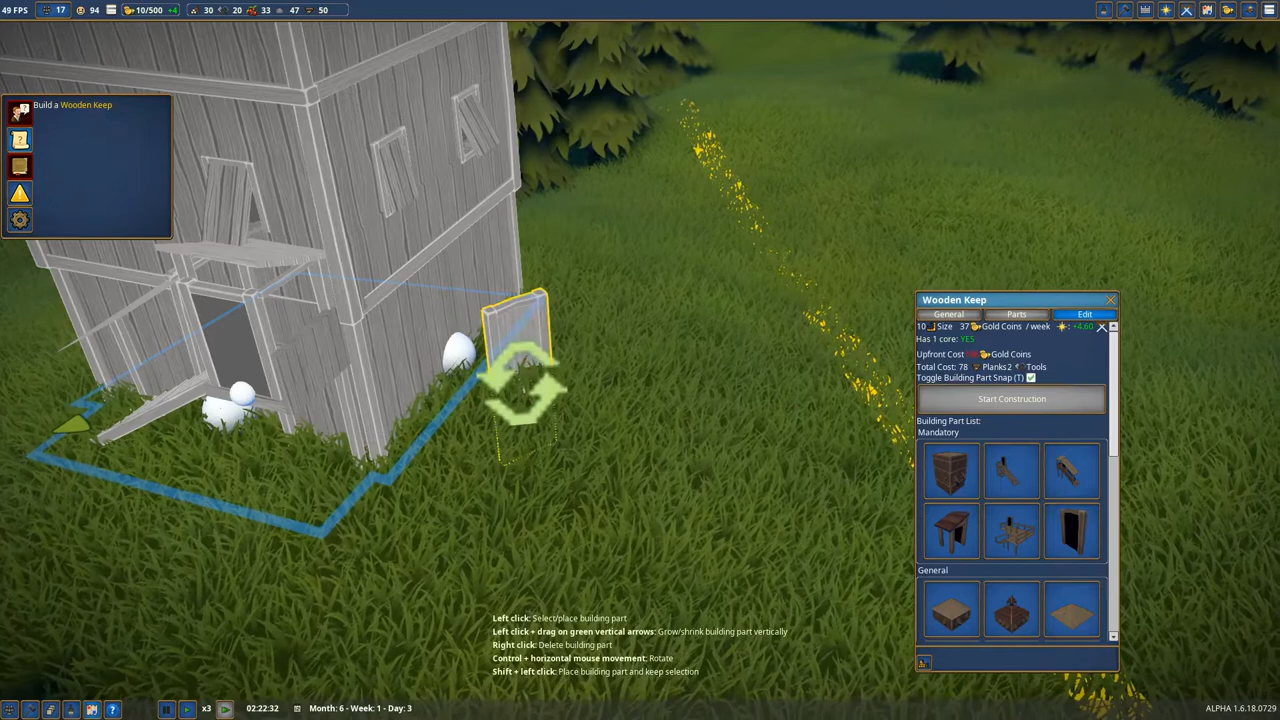 49 FPS
17
94
10/500 +4
30
20
33
47
50
Build a Wooden Keep
Wooden Keep
General
Parts
Edit
10 Size 37 Gold Coins / week : +4.60
Has 1 core: YES
Upfront Cost Gold Coins
Total Cost: 78 Planks 2 Tools
Toggle Building Part Snap (T)
Start Construction
Building Part List:
Mandatory
General
Left click: Select/place building part
Left click + drag on green vertical arrows: Grow/shrink building part vertically
Right click: Delete building part
Control + horizontal mouse movement: Rotate
Shift + left click: Place building part and keep selection
x3
02:22:32
Month: 6 - Week: 1 - Day: 3
ALPHA 1.6.18.0729